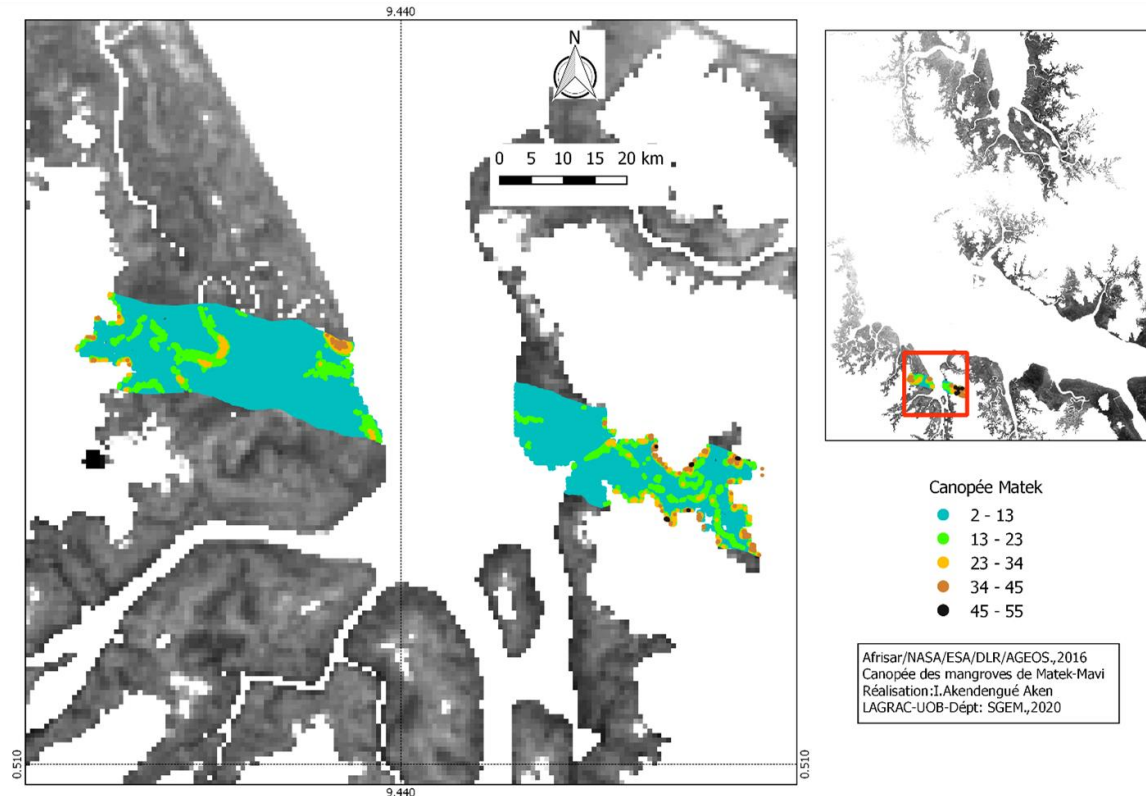 9.440
N
0 5 10 15 20 km
0.510
0.510
9.440
Canopée Matek
2 - 13
13 - 23
23 - 34
34 - 45
45 - 55
Afrisar/NASA/ESA/DLR/AGEOS.,2016
Canopée des mangroves de Matek-Mavi
Réalisation:I.Akendengué Aken
LAGRAC-UOB-Dépt: SGEM.,2020